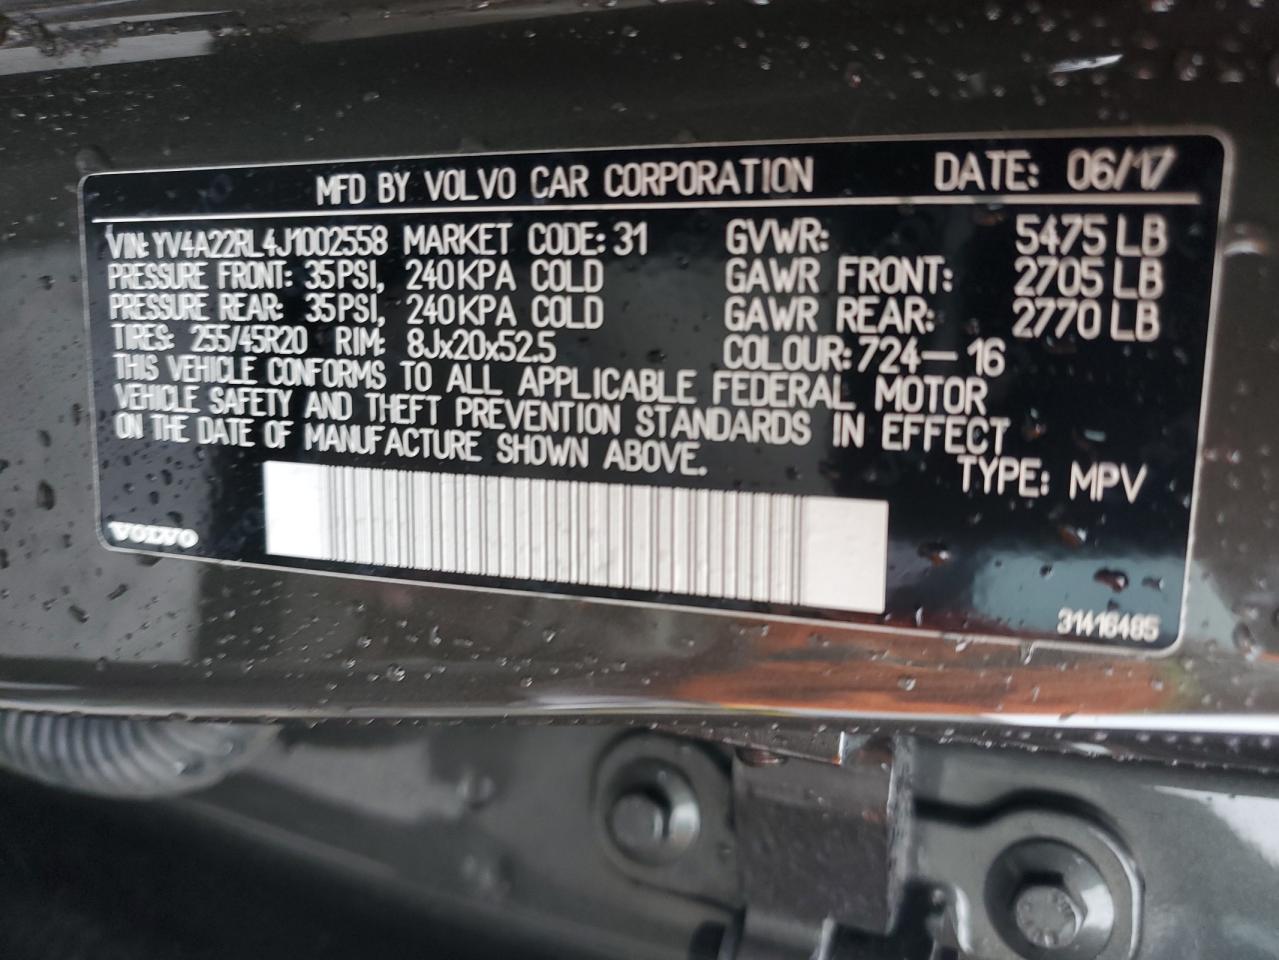 MFD BY VOLVO CAR CORPORATION DATE: 06/17
VIN: YV4A22RL4J1002558 MARKET CODE: 31 GVWR: 5475 LB
PRESSURE FRONT: 35PSI, 240KPA COLD GAWR FRONT: 2705 LB
PRESSURE REAR: 35PSI, 240KPA COLD GAWR REAR: 2770 LB
TIRES: 255/45R20 RIM: 8Jx20x52.5 COLOUR: 724-16
THIS VEHICLE CONFORMS TO ALL APPLICABLE FEDERAL MOTOR
VEHICLE SAFETY AND THEFT PREVENTION STANDARDS IN EFFECT
ON THE DATE OF MANUFACTURE SHOWN ABOVE.
TYPE: MPV
VOLVO
31416485